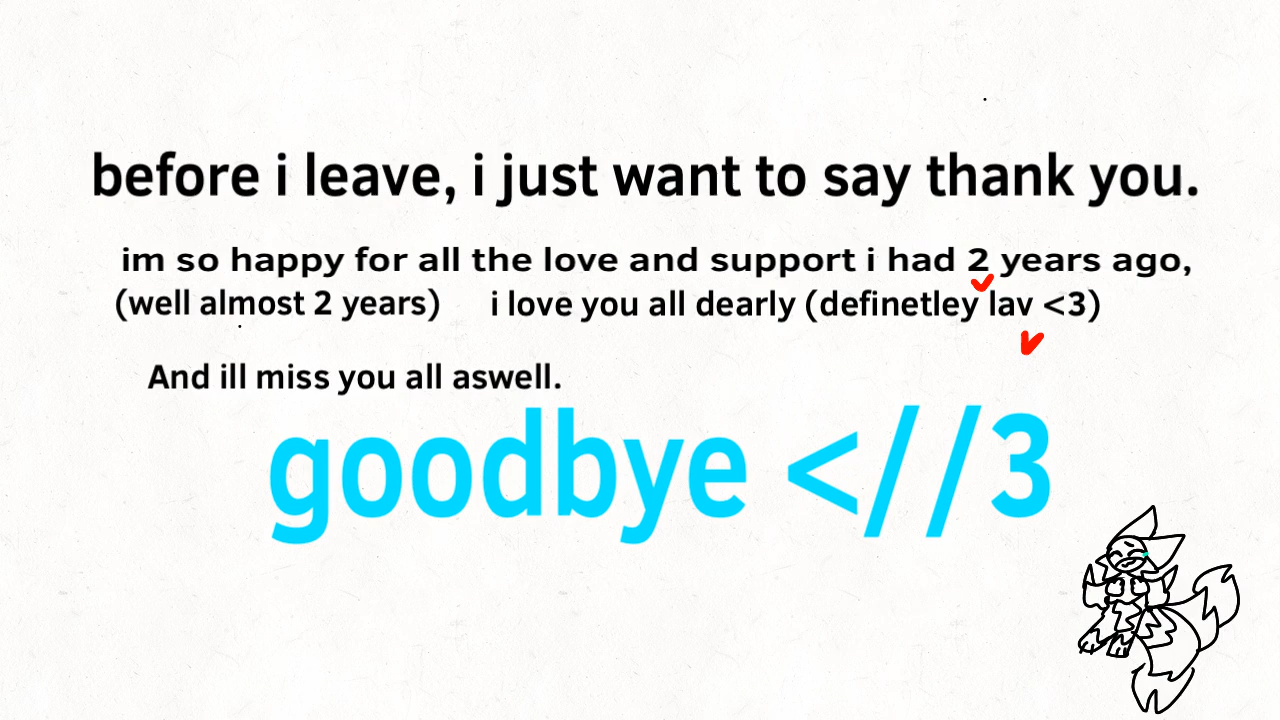 before i leave, i just want to say thank you.
im so happy for all the love and support i had 2 years ago,
(well almost 2 years) i love you all dearly (definetley lav <3)
And ill miss you all aswell.
goodbye <//3